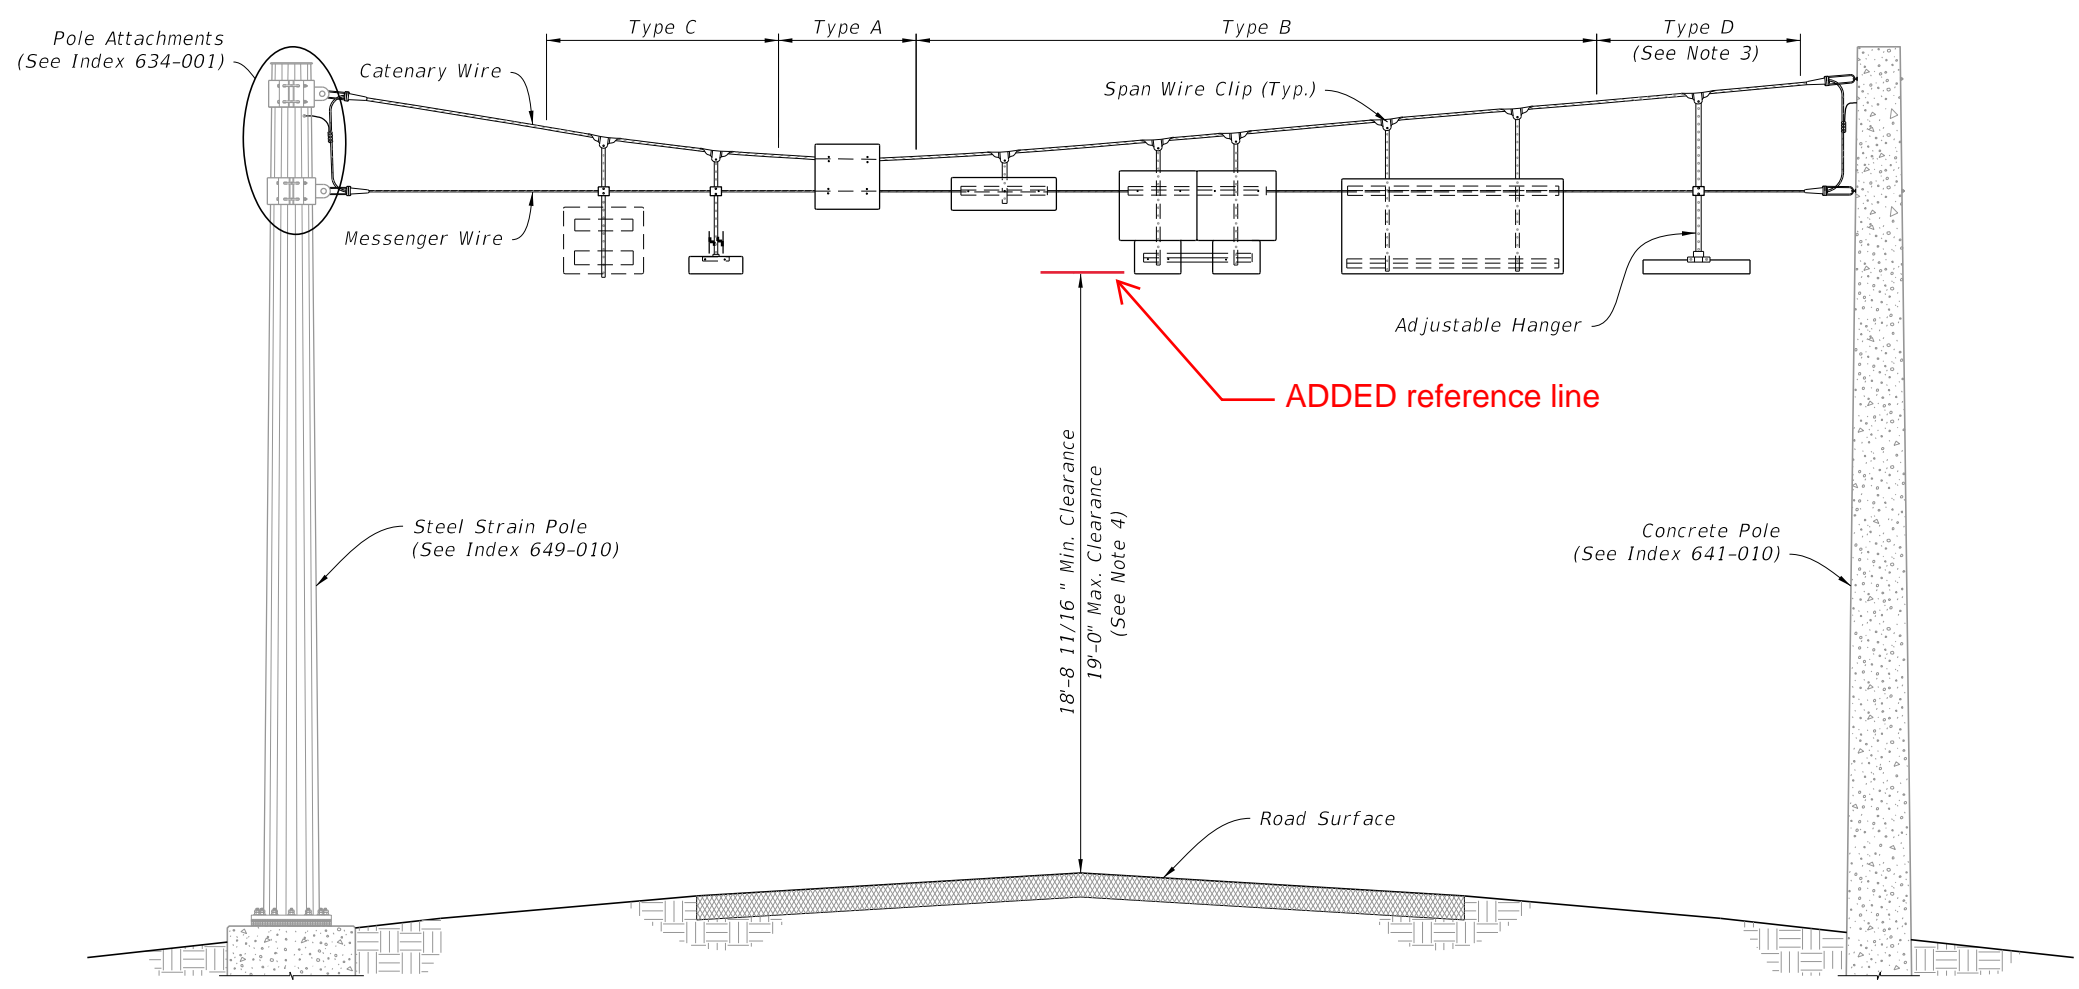 Type C
Type A
Type B
Type D
(See Note 3)
Pole Attachments
(See Index 634-001)
Catenary Wire
Span Wire Clip (Typ.)
Messenger Wire
Adjustable Hanger
ADDED reference line
18'-8 11/16 " Min. Clearance
19'-0" Max. Clearance
(See Note 4)
Steel Strain Pole
(See Index 649-010)
Concrete Pole
(See Index 641-010)
Road Surface